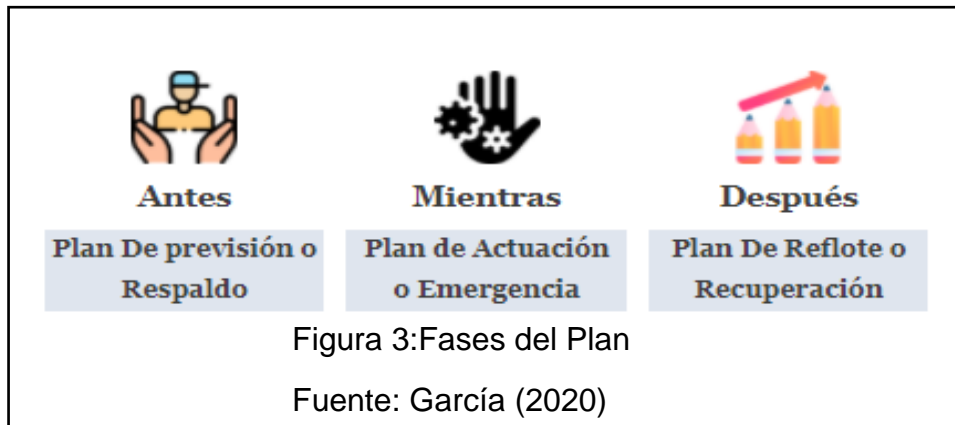 Antes
Mientras
Después
Plan De previsión o
Respaldo
Plan de Actuación
o Emergencia
Plan De Reflote o
Recuperación
Figura 3:Fases del Plan
Fuente: García (2020)